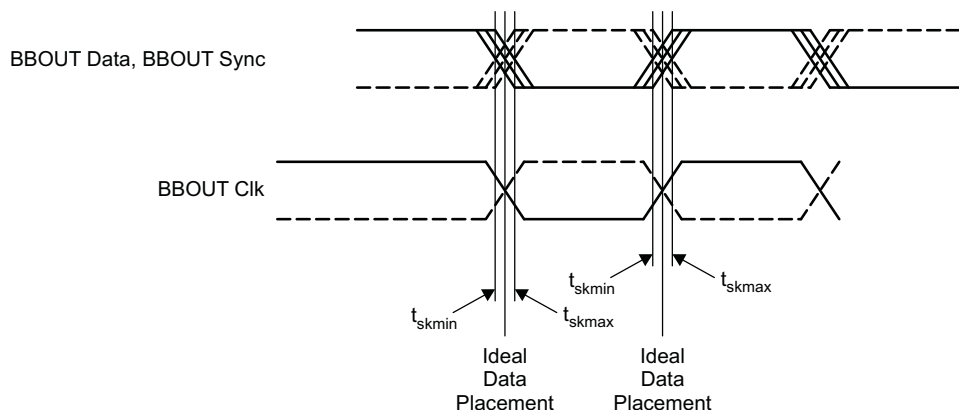 BBOUT Data, BBOUT Sync
BBOUT Clk
tskmin
tskmax
tskmin
tskmax
Ideal
Data
Placement
Ideal
Data
Placement